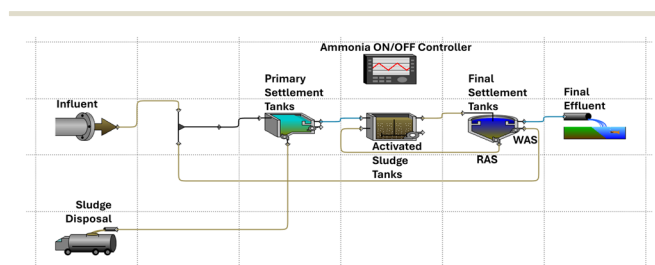 Ammonia ON/OFF Controller
Primary
Settlement
Tanks
Final
Settlement
Tanks
Final
Effluent
Influent
Activated
Sludge
Tanks
WAS
RAS
Sludge
Disposal